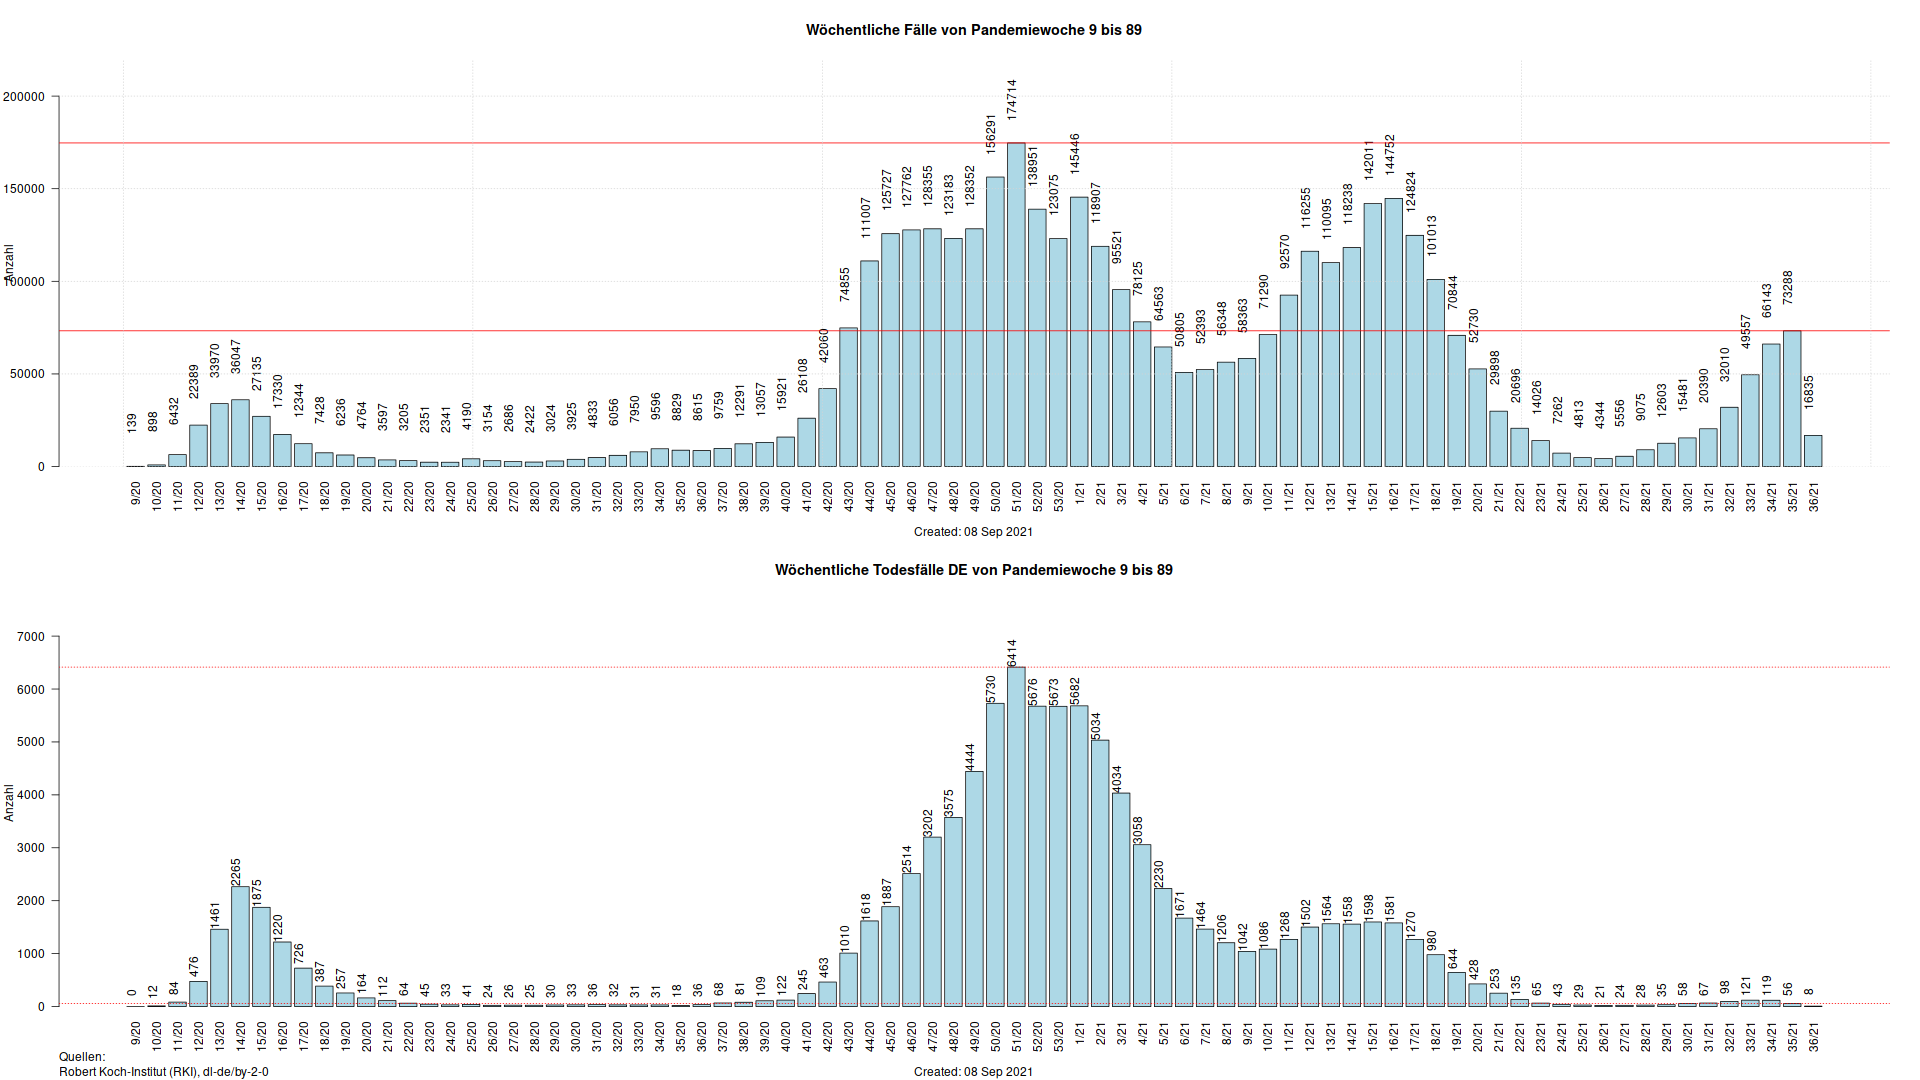 Wöchentliche Fälle von Pandemiewoche 9 bis 89
Anzahl
200000
150000
100000
50000
0
139 898 6432 22389 33970 36047 27135 17330 12344 7428 6236 4764 3597 3205 2351 2341 4190 3154 2686 2422 3024 3925 4833 6056 7950 9596 8829 8615 9759 12291 13057 15921 26108 42060 74855 111007 125727 127762 128355 123183 128352 156291 174714 138951 123075 145446 118907 95521 78125 64563 50805 52393 56348 58363 71290 92570 116255 110095 118238 142011 144752 124824 101013 70844 52730 29898 20696 14026 7262 4813 4344 5556 9075 12603 15481 20390 32010 49557 66143 73288 16835
9/20 10/20 11/20 12/20 13/20 14/20 15/20 16/20 17/20 18/20 19/20 20/20 21/20 22/20 23/20 24/20 25/20 26/20 27/20 28/20 29/20 30/20 31/20 32/20 33/20 34/20 35/20 36/20 37/20 38/20 39/20 40/20 41/20 42/20 43/20 44/20 45/20 46/20 47/20 48/20 49/20 50/20 51/20 52/20 53/20 1/21 2/21 3/21 4/21 5/21 6/21 7/21 8/21 9/21 10/21 11/21 12/21 13/21 14/21 15/21 16/21 17/21 18/21 19/21 20/21 21/21 22/21 23/21 24/21 25/21 26/21 27/21 28/21 29/21 30/21 31/21 32/21 33/21 34/21 35/21 36/21
Created: 08 Sep 2021
Wöchentliche Todesfälle DE von Pandemiewoche 9 bis 89
Anzahl
7000
6000
5000
4000
3000
2000
1000
0
0 12 84 476 1461 2265 1875 1220 726 387 257 164 112 64 45 33 41 24 26 25 30 33 36 32 31 31 18 36 68 81 109 122 245 463 1010 1618 1887 2514 3202 3575 4444 5730 6414 5676 5673 5682 5034 4034 3058 2230 1671 1464 1206 1042 1086 1268 1502 1564 1558 1598 1581 1270 980 644 428 253 135 65 43 29 21 24 28 35 58 67 98 121 119 56 8
9/20 10/20 11/20 12/20 13/20 14/20 15/20 16/20 17/20 18/20 19/20 20/20 21/20 22/20 23/20 24/20 25/20 26/20 27/20 28/20 29/20 30/20 31/20 32/20 33/20 34/20 35/20 36/20 37/20 38/20 39/20 40/20 41/20 42/20 43/20 44/20 45/20 46/20 47/20 48/20 49/20 50/20 51/20 52/20 53/20 1/21 2/21 3/21 4/21 5/21 6/21 7/21 8/21 9/21 10/21 11/21 12/21 13/21 14/21 15/21 16/21 17/21 18/21 19/21 20/21 21/21 22/21 23/21 24/21 25/21 26/21 27/21 28/21 29/21 30/21 31/21 32/21 33/21 34/21 35/21 36/21
Quellen:
Robert Koch-Institut (RKI), dl-de/by-2-0
Created: 08 Sep 2021